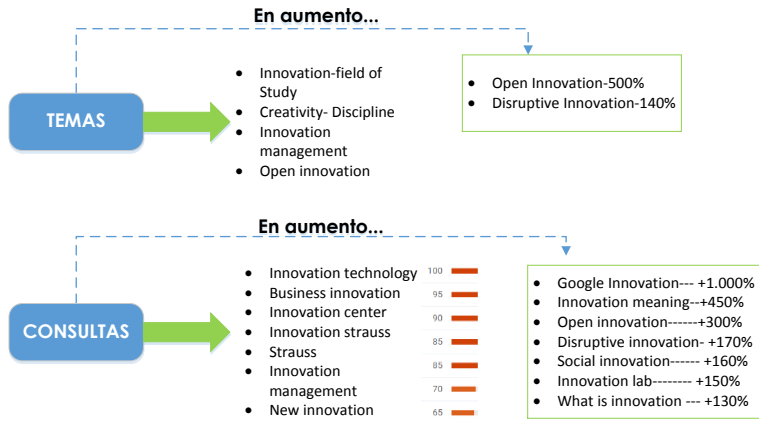 En aumento...
TEMAS
• Innovation-field of
Study
• Creativity- Discipline
• Innovation
management
• Open innovation
• Open Innovation-500%
• Disruptive Innovation-140%
En aumento...
CONSULTAS
• Innovation technology 100
• Business innovation 95
• Innovation center 90
• Innovation strauss 85
• Strauss 85
• Innovation
management 70
• New innovation 65
• Google Innovation--- +1.000%
• Innovation meaning--+450%
• Open innovation------+300%
• Disruptive innovation- +170%
• Social innovation------ +160%
• Innovation lab-------- +150%
• What is innovation --- +130%